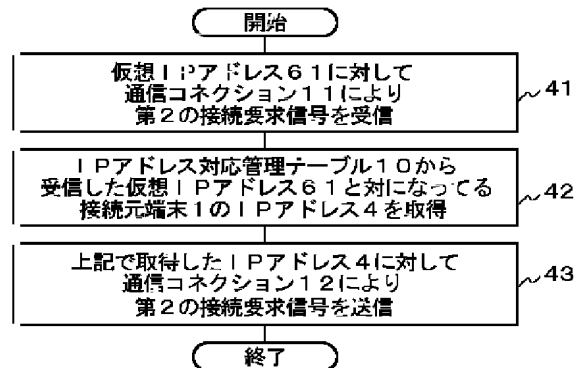 開始
仮想ＩＰアドレス６１に対して
通信コネクション１１により
第２の接続要求信号を受信
41
ＩＰアドレス対応管理テーブル１０から
受信した仮想ＩＰアドレス６１と対になってる
接続元端末１のＩＰアドレス４を取得
42
上記で取得したＩＰアドレス４に対して
通信コネクション１２により
第２の接続要求信号を送信
43
終了